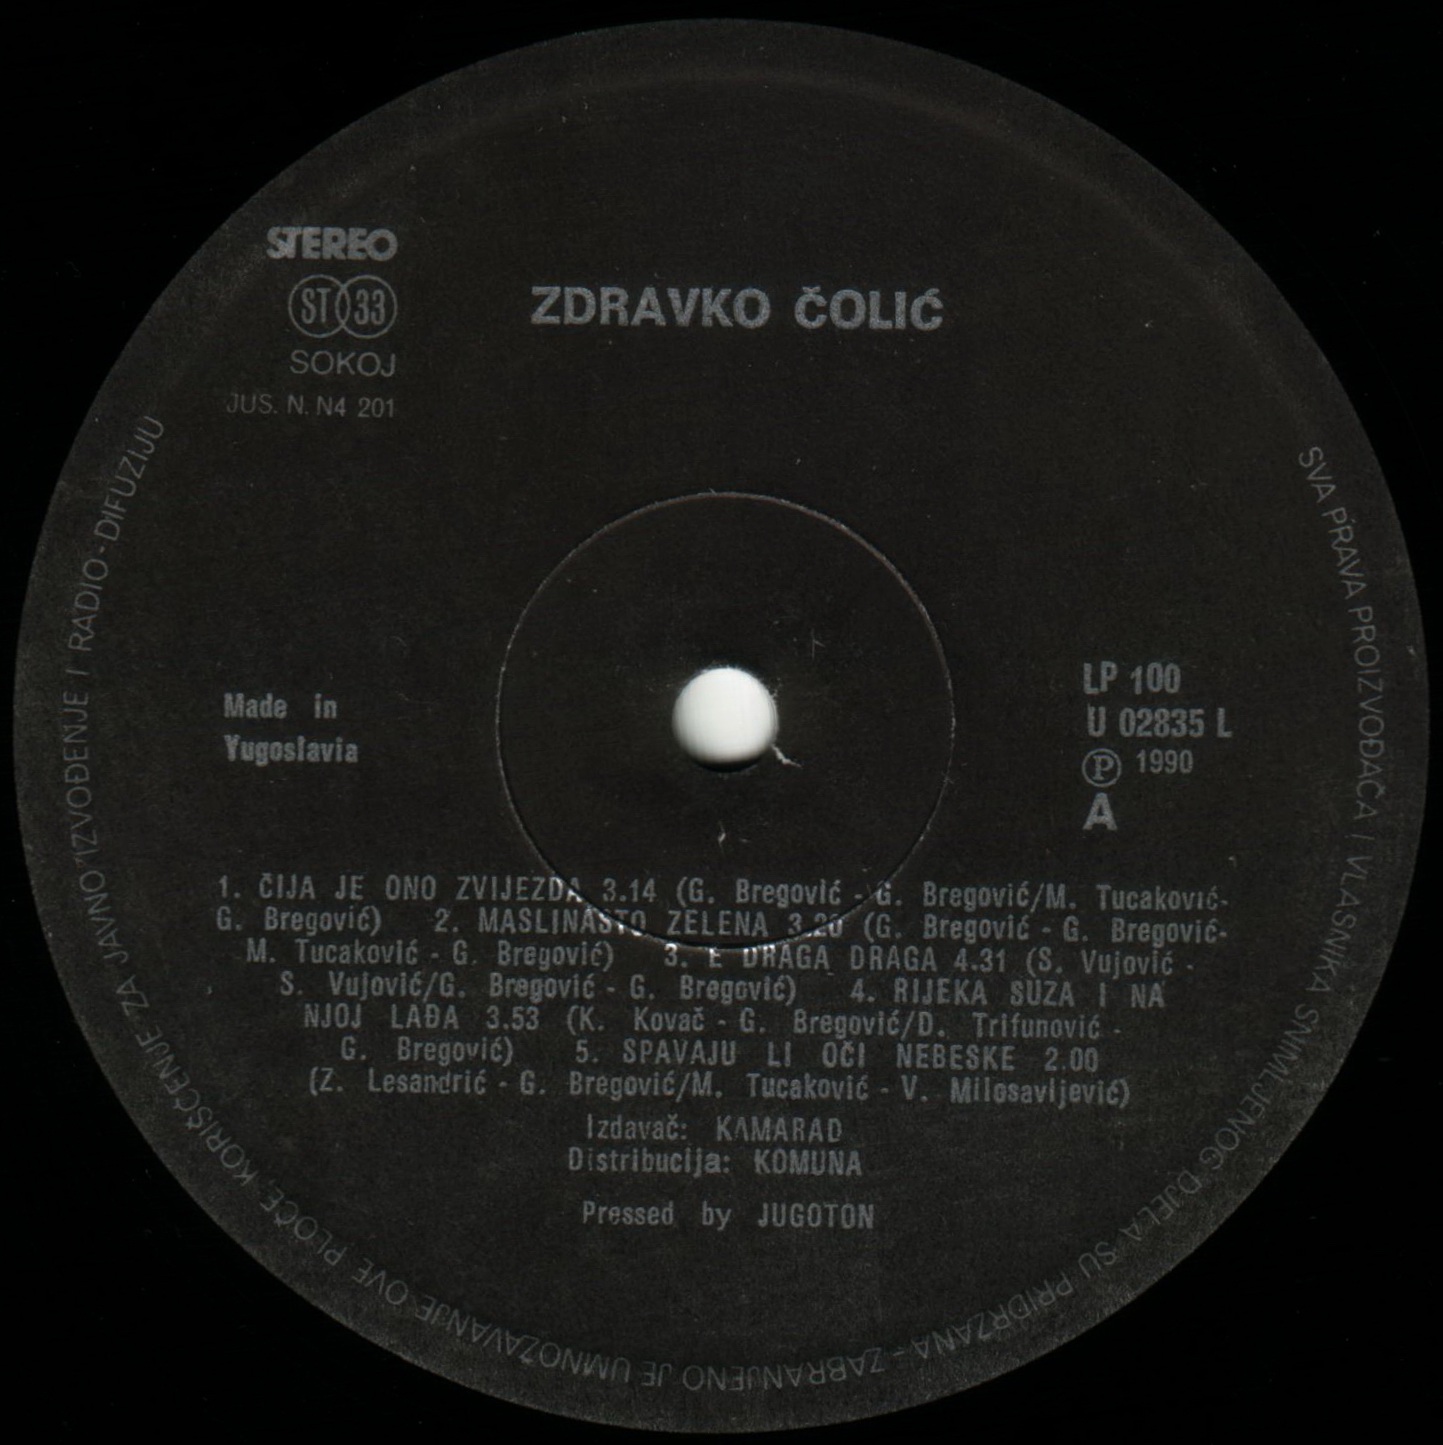 STEREO
ST 33
SOKOJ
JUS. N. N4 201
ZDRAVKO ČOLIĆ
Made in
Yugoslavia
LP 100
U 02835 L
Ⓟ 1990
A
1. ČIJA JE ONO ZVIJEZDA 3.14 (G. Bregović - G. Bregović/M. Tucaković-
G. Bregović) 2. MASLINASTO ZELENA 3.20 (G. Bregović - G. Bregović-
M. Tucaković - G. Bregović) 3. E DRAGA DRAGA 4.31 (S. Vujović -
S. Vujović/G. Bregović - G. Bregović) 4. RIJEKA SUZA I NA
NJOJ LAĐA 3.53 (K. Kovač - G. Bregović/D. Trifunović -
G. Bregović) 5. SPAVAJU LI OČI NEBESKE 2.00
(Z. Lesandrić - G. Bregović/M. Tucaković - V. Milosavljević)
Izdavač: KAMARAD
Distribucija: KOMUNA
Pressed by JUGOTON
SVA PRAVA PROIZVOĐAČA I VLASNIKA SNIMLJENOG DJELA SU PRIDRŽANA - ZABRANJENO JE UMNOŽAVANJE OVE PLOČE, KORIŠĆENJE ZA JAVNO IZVOĐENJE I RADIO-DIFUZIJU